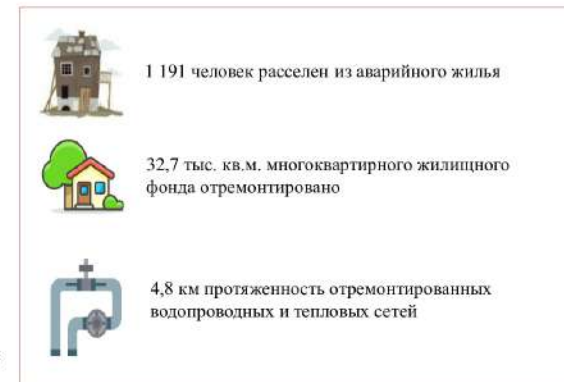 1 191 человек расселен из аварийного жилья
32,7 тыс. кв.м. многоквартирного жилищного
фонда отремонтировано
4,8 км протяженность отремонтированных
водопроводных и тепловых сетей